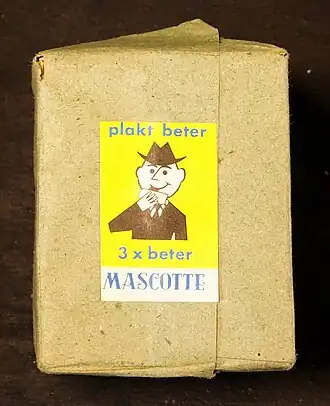 plakt beter
3 x beter
MASCOTTE